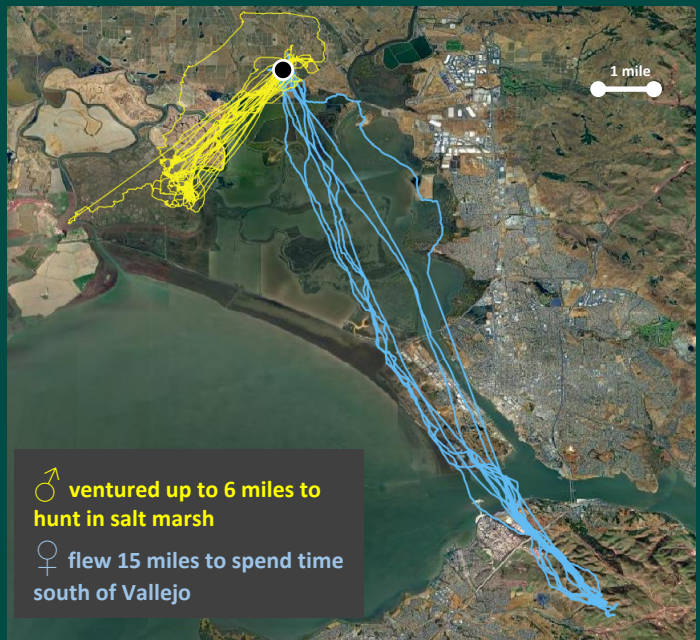 1 mile
♂ ventured up to 6 miles to
hunt in salt marsh
♀ flew 15 miles to spend time
south of Vallejo